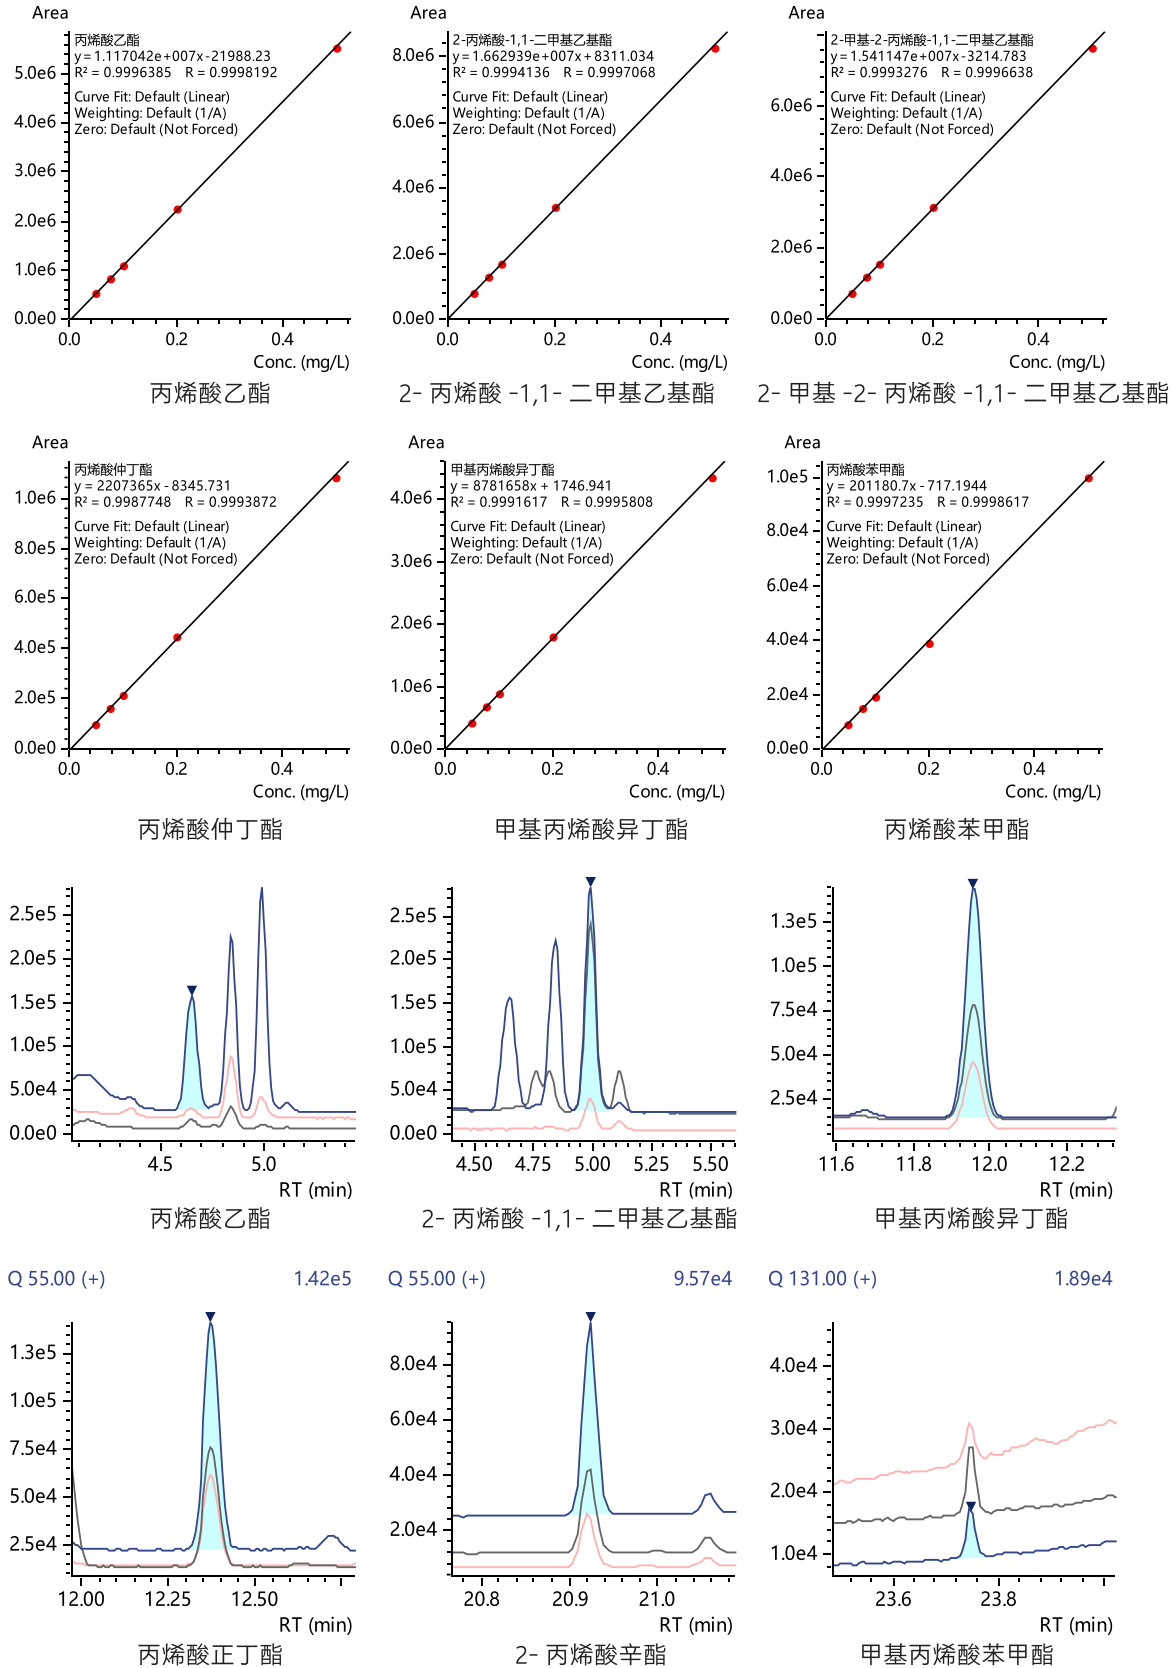 Area
丙烯酸乙酯
y = 1.117042e+007x -21988.23
R² = 0.9996385 R = 0.9998192
Curve Fit: Default (Linear)
Weighting: Default (1/A)
Zero: Default (Not Forced)
5.0e6
4.0e6
3.0e6
2.0e6
1.0e6
0.0e0
0.0 0.2 0.4
Conc. (mg/L)
丙烯酸乙酯
Area
2-丙烯酸-1,1-二甲基乙基酯
y = 1.662939e+007x + 8311.034
R² = 0.9994136 R = 0.9997068
Curve Fit: Default (Linear)
Weighting: Default (1/A)
Zero: Default (Not Forced)
8.0e6
6.0e6
4.0e6
2.0e6
0.0e0
0.0 0.2 0.4
Conc. (mg/L)
2- 丙烯酸 -1,1- 二甲基乙基酯
Area
2-甲基-2-丙烯酸-1,1-二甲基乙基酯
y = 1.541147e+007x -3214.783
R² = 0.9993276 R = 0.9996638
Curve Fit: Default (Linear)
Weighting: Default (1/A)
Zero: Default (Not Forced)
6.0e6
4.0e6
2.0e6
0.0e0
0.0 0.2 0.4
Conc. (mg/L)
2- 甲基 -2- 丙烯酸 -1,1- 二甲基乙基酯
Area
丙烯酸仲丁酯
y = 2207365x - 8345.731
R² = 0.9987748 R = 0.9993872
Curve Fit: Default (Linear)
Weighting: Default (1/A)
Zero: Default (Not Forced)
1.0e6
8.0e5
6.0e5
4.0e5
2.0e5
0.0e0
0.0 0.2 0.4
Conc. (mg/L)
丙烯酸仲丁酯
Area
甲基丙烯酸异丁酯
y = 8781658x + 1746.941
R² = 0.9991617 R = 0.9995808
Curve Fit: Default (Linear)
Weighting: Default (1/A)
Zero: Default (Not Forced)
4.0e6
3.0e6
2.0e6
1.0e6
0.0e0
0.0 0.2 0.4
Conc. (mg/L)
甲基丙烯酸异丁酯
Area
丙烯酸苯甲酯
y = 201180.7x - 717.1944
R² = 0.9997235 R = 0.9998617
Curve Fit: Default (Linear)
Weighting: Default (1/A)
Zero: Default (Not Forced)
1.0e5
8.0e4
6.0e4
4.0e4
2.0e4
0.0e0
0.0 0.2 0.4
Conc. (mg/L)
丙烯酸苯甲酯
2.5e5
2.0e5
1.5e5
1.0e5
5.0e4
0.0e0
4.5 5.0
RT (min)
丙烯酸乙酯
2.5e5
2.0e5
1.5e5
1.0e5
5.0e4
0.0e0
4.50 4.75 5.00 5.25 5.50
RT (min)
2- 丙烯酸 -1,1- 二甲基乙基酯
1.3e5
1.0e5
7.5e4
5.0e4
2.5e4
11.6 11.8 12.0 12.2
RT (min)
甲基丙烯酸异丁酯
Q 55.00 (+) 1.42e5
1.3e5
1.0e5
7.5e4
5.0e4
2.5e4
12.00 12.25 12.50
RT (min)
丙烯酸正丁酯
Q 55.00 (+) 9.57e4
8.0e4
6.0e4
4.0e4
2.0e4
20.8 20.9 21.0
RT (min)
2- 丙烯酸辛酯
Q 131.00 (+) 1.89e4
4.0e4
3.0e4
2.0e4
1.0e4
23.6 23.8
RT (min)
甲基丙烯酸苯甲酯